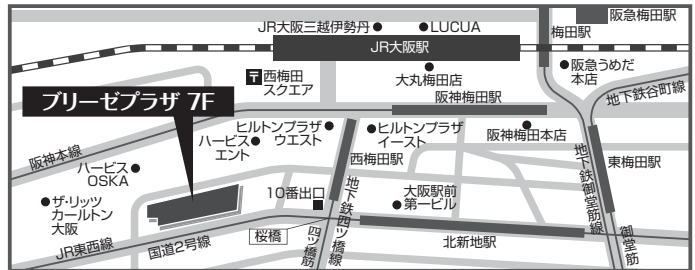 JR大阪三越伊勢丹
LUCUA
梅田駅
阪急梅田駅
JR大阪駅
〒西梅田
スクエア
大丸梅田店
阪急うめだ
本店
ブリーゼプラザ 7F
阪神梅田駅
地下鉄谷町線
阪神本線
ハービス
OSKA
ハービス
エント
ヒルトンプラザ
ウエスト
ヒルトンプラザ
イースト
阪神梅田本店
西梅田駅
東梅田駅
ザ・リッツ
カールトン
大阪
10番出口
大阪駅前
第一ビル
地下鉄四ツ橋線
四ツ橋筋
地下鉄御堂筋線
御堂筋
JR東西線
国道2号線
桜橋
北新地駅